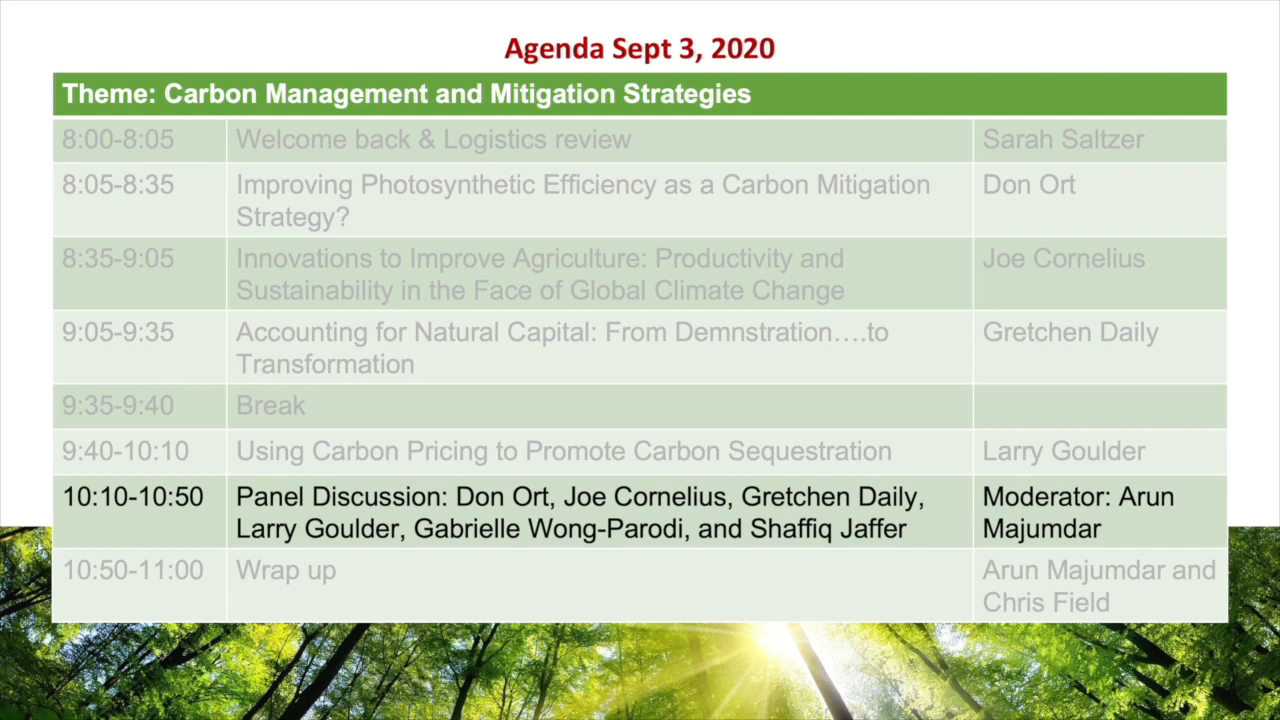 Agenda Sept 3, 2020
Theme: Carbon Management and Mitigation Strategies
8:00-8:05 Welcome back & Logistics review Sarah Saltzer
8:05-8:35 Improving Photosynthetic Efficiency as a Carbon Mitigation Don Ort
Strategy?
8:35-9:05 Innovations to Improve Agriculture: Productivity and Joe Cornelius
Sustainability in the Face of Global Climate Change
9:05-9:35 Accounting for Natural Capital: From Demnstration….to Gretchen Daily
Transformation
9:35-9:40 Break
9:40-10:10 Using Carbon Pricing to Promote Carbon Sequestration Larry Goulder
10:10-10:50 Panel Discussion: Don Ort, Joe Cornelius, Gretchen Daily, Moderator: Arun
Larry Goulder, Gabrielle Wong-Parodi, and Shaffiq Jaffer Majumdar
10:50-11:00 Wrap up Arun Majumdar and
Chris Field